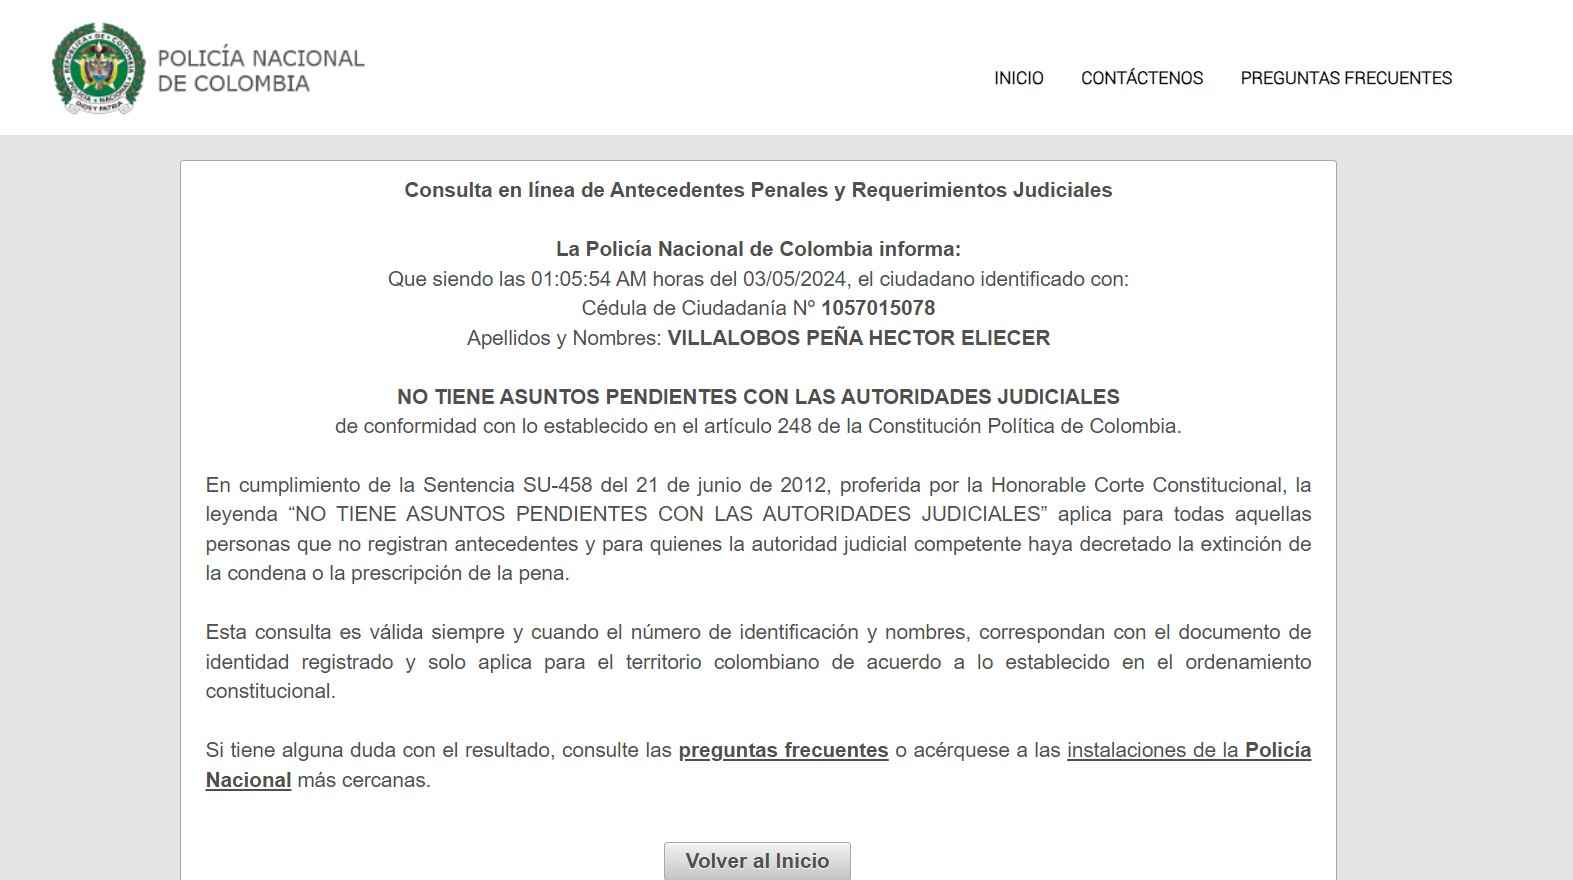 POLICÍA NACIONAL
DE COLOMBIA
INICIO CONTÁCTENOS PREGUNTAS FRECUENTES
Consulta en línea de Antecedentes Penales y Requerimientos Judiciales
La Policía Nacional de Colombia informa:
Que siendo las 01:05:54 AM horas del 03/05/2024, el ciudadano identificado con:
Cédula de Ciudadanía Nº 1057015078
Apellidos y Nombres: VILLALOBOS PEÑA HECTOR ELIECER
NO TIENE ASUNTOS PENDIENTES CON LAS AUTORIDADES JUDICIALES
de conformidad con lo establecido en el artículo 248 de la Constitución Política de Colombia.
En cumplimiento de la Sentencia SU-458 del 21 de junio de 2012, proferida por la Honorable Corte Constitucional, la
leyenda “NO TIENE ASUNTOS PENDIENTES CON LAS AUTORIDADES JUDICIALES” aplica para todas aquellas
personas que no registran antecedentes y para quienes la autoridad judicial competente haya decretado la extinción de
la condena o la prescripción de la pena.
Esta consulta es válida siempre y cuando el número de identificación y nombres, correspondan con el documento de
identidad registrado y solo aplica para el territorio colombiano de acuerdo a lo establecido en el ordenamiento
constitucional.
Si tiene alguna duda con el resultado, consulte las preguntas frecuentes o acérquese a las instalaciones de la Policía
Nacional más cercanas.
Volver al Inicio